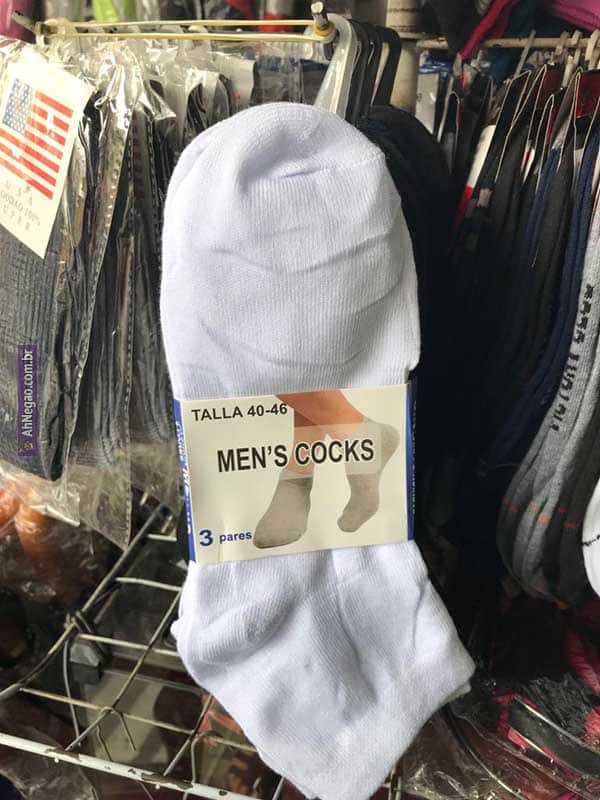 TALLA 40-46
MEN'S COCKS
3 pares
U.S.A
AhNegao.com.br